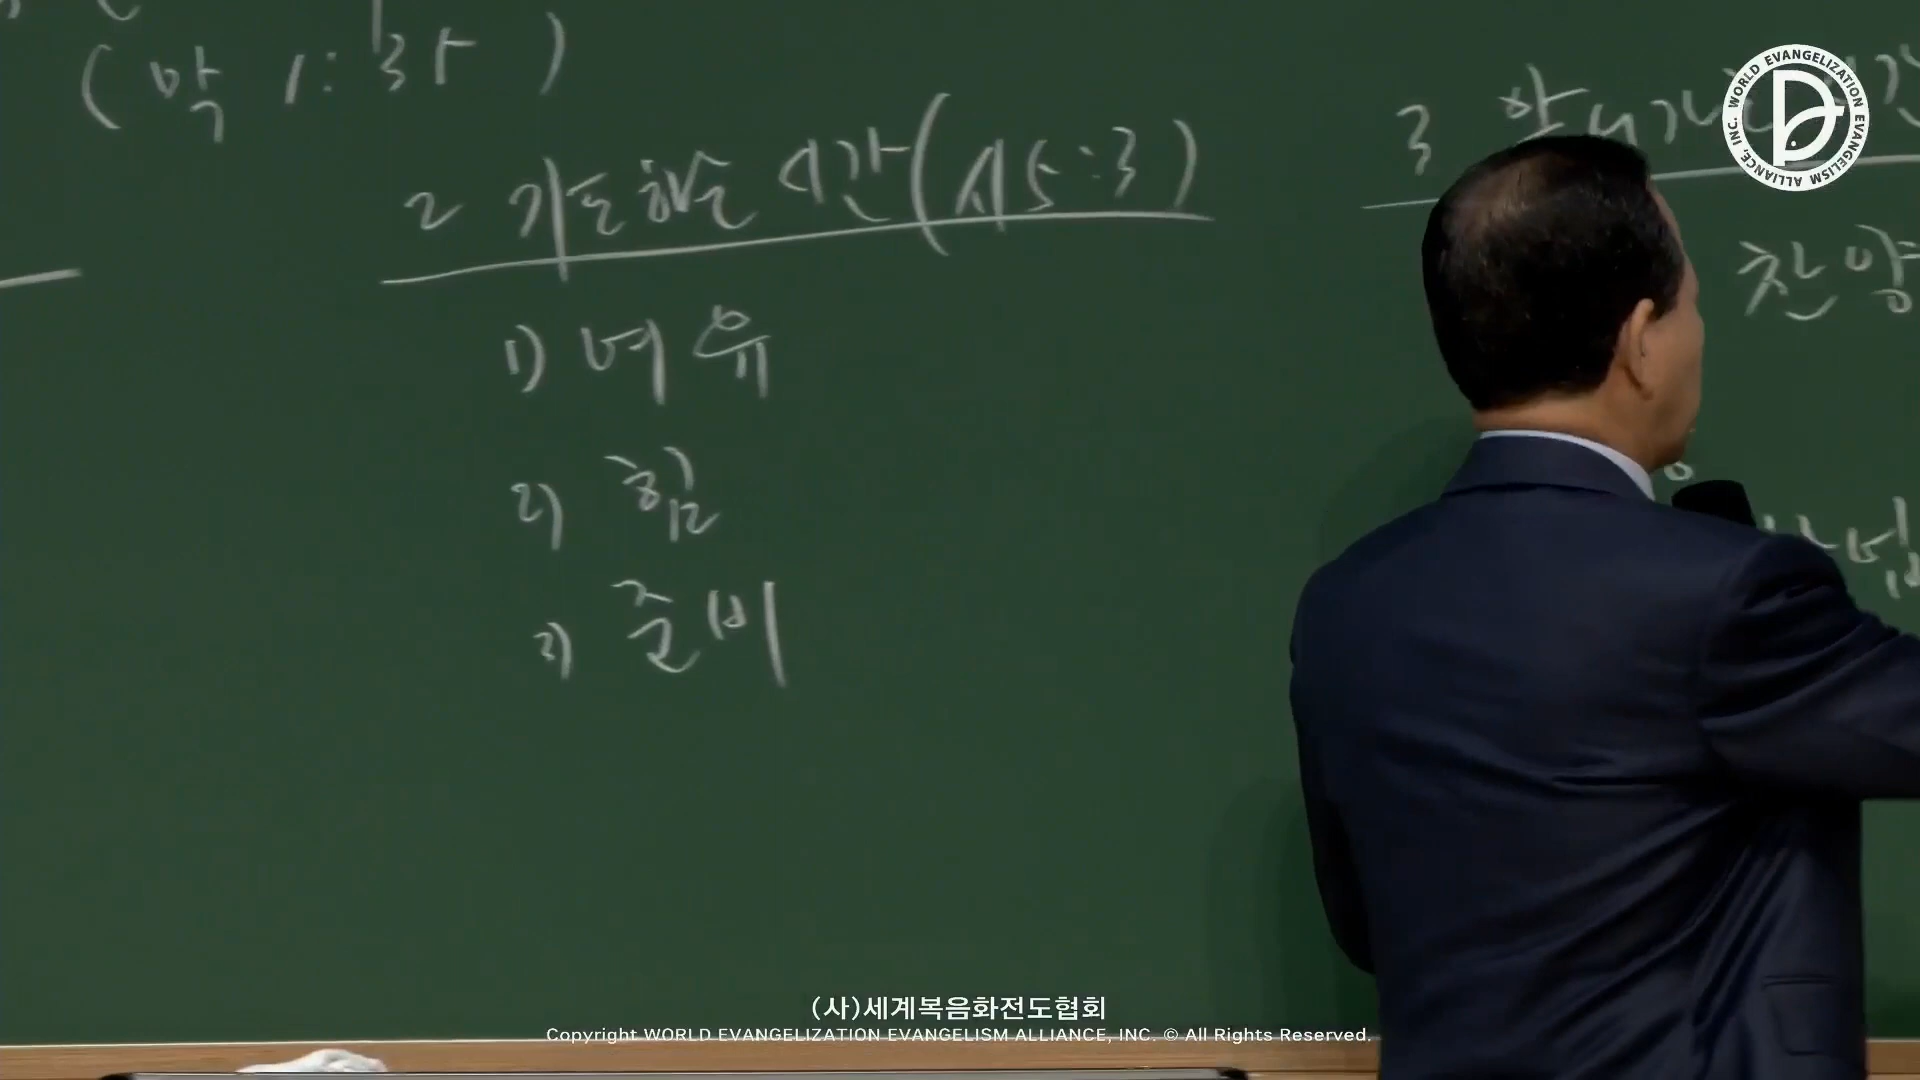 (막 1:35)
2 기도하는 시간 (시 5:3)
1) 여유
2) 힘
3) 준비
3
찬양
WORLD EVANGELIZATION EVANGELISM ALLIANCE, INC.
(사)세계복음화전도협회
Copyright WORLD EVANGELIZATION EVANGELISM ALLIANCE, INC. © All Rights Reserved.